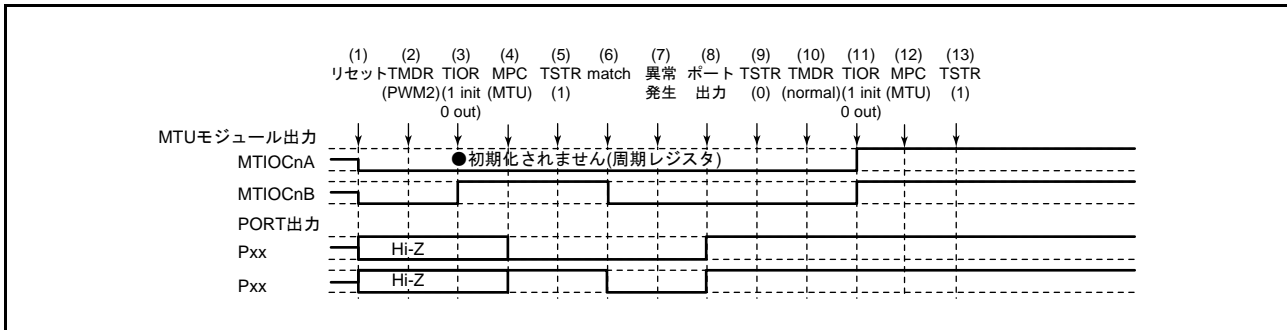 (1) (2) (3) (4) (5) (6) (7) (8) (9) (10) (11) (12) (13)
リセット TMDR TIOR MPC TSTR match 異常 ポート TSTR TMDR TIOR MPC TSTR
(PWM2) (1 init (MTU) (1) 発生 出力 (0) (normal) (1 init (MTU) (1)
0 out) 0 out)
MTUモジュール出力
MTIOCnA ●初期化されません(周期レジスタ)
MTIOCnB
PORT出力
Pxx Hi-Z
Pxx Hi-Z